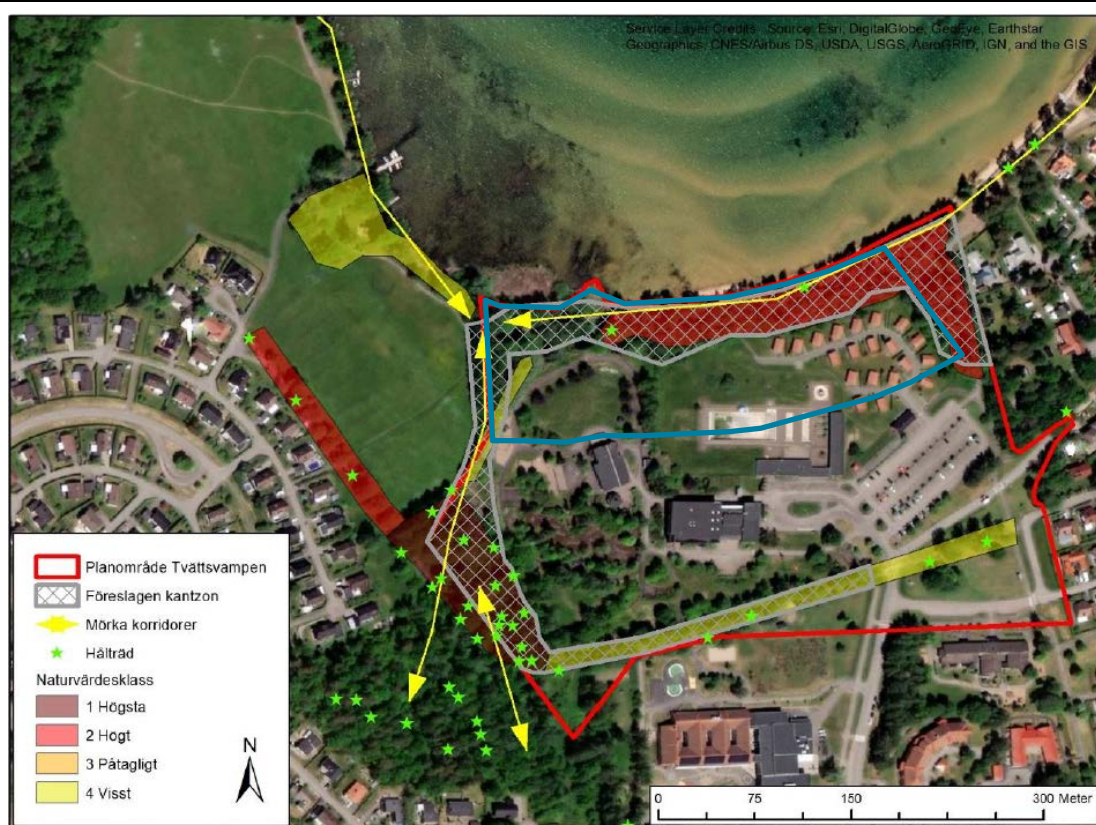 Service Layer Credits: Source: Esri, DigitalGlobe, GeoEye, Earthstar
Geographics, CNES/Airbus DS, USDA, USGS, AeroGRID, IGN, and the GIS
Planområde Tvättsvampen
Föreslagen kantzon
Mörka korridorer
Hålträd
Naturvärdesklass
1 Högsta
2 Högt
3 Påtagligt
4 Visst
N
0 75 150 300 Meter